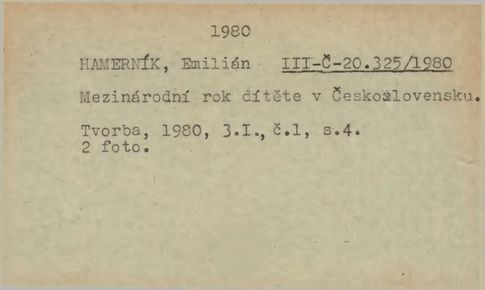 1980
HAMERNÍK, Emilián III-Č-20.325/1980
Mezinárodní rok dítěte v Československu.
Tvorba, 1980, 3.I., č.1, s.4.
2 foto.